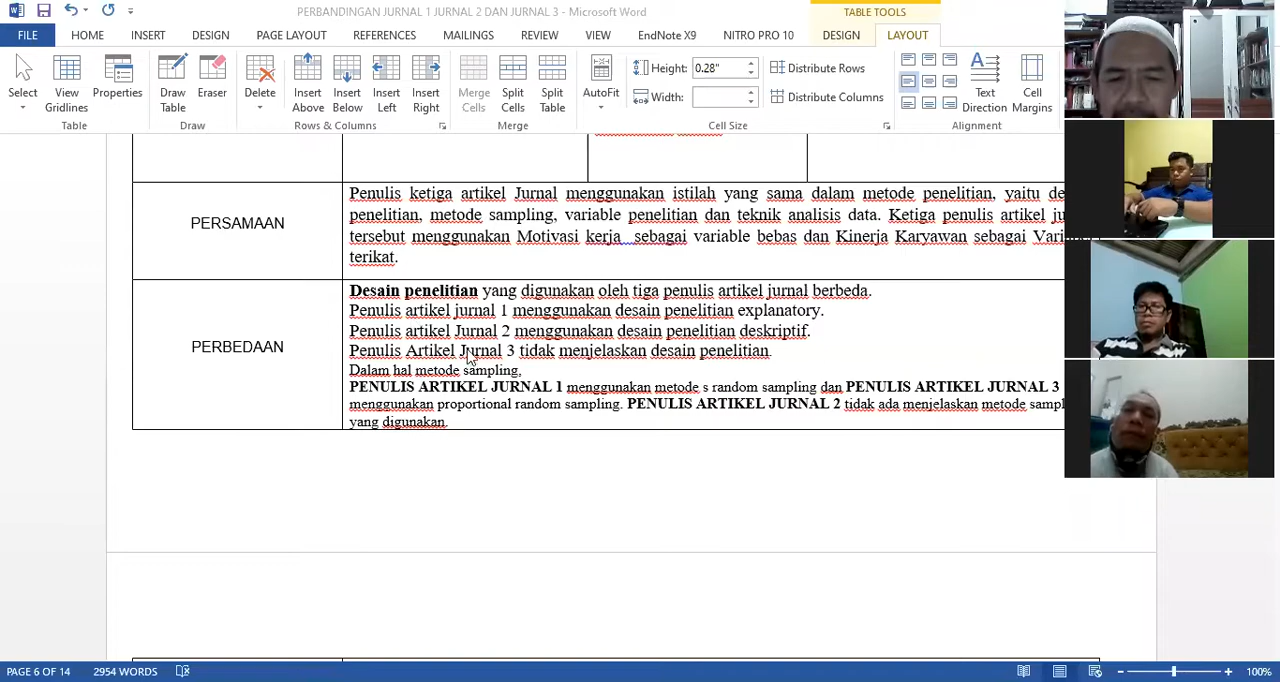 PERBANDINGAN JURNAL 1 JURNAL 2 DAN JURNAL 3 - Microsoft Word
TABLE TOOLS
FILE HOME INSERT DESIGN PAGE LAYOUT REFERENCES MAILINGS REVIEW VIEW EndNote X9 NITRO PRO 10 DESIGN LAYOUT
Select
View Gridlines
Properties
Draw Table
Eraser
Delete
Insert Above
Insert Below
Insert Left
Insert Right
Merge Cells
Split Cells
Split Table
AutoFit
Height: 0.28"
Width:
Distribute Rows
Distribute Columns
Text Direction
Cell Margins
Table Draw Rows & Columns Merge Cell Size Alignment
PERSAMAAN
Penulis ketiga artikel Jurnal menggunakan istilah yang sama dalam metode penelitian, yaitu
penelitian, metode sampling, variable penelitian dan teknik analisis data. Ketiga penulis artikel
tersebut menggunakan Motivasi kerja sebagai variable bebas dan Kinerja Karyawan sebagai
terikat.
PERBEDAAN
Desain penelitian yang digunakan oleh tiga penulis artikel jurnal berbeda.
Penulis artikel jurnal 1 menggunakan desain penelitian explanatory.
Penulis artikel Jurnal 2 menggunakan desain penelitian deskriptif.
Penulis Artikel Jurnal 3 tidak menjelaskan desain penelitian.
Dalam hal metode sampling,
PENULIS ARTIKEL JURNAL 1 menggunakan metode s random sampling dan PENULIS ARTIKEL JURNAL 3
menggunakan proportional random sampling. PENULIS ARTIKEL JURNAL 2 tidak ada menjelaskan metode
yang digunakan.
PAGE 6 OF 14 2954 WORDS 100%